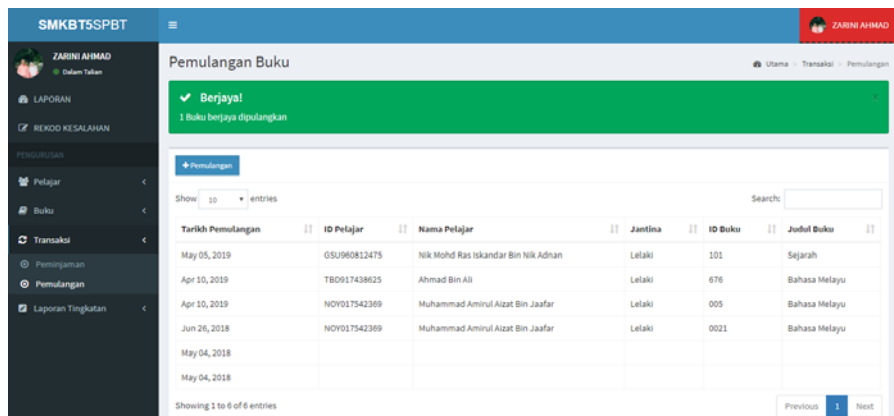 SMKBT5SPBT
ZARINI AHMAD
ZARINI AHMAD
Dalam Talian
LAPORAN
REKOD KESALAHAN
PENGURUSAN
Pelajar
Buku
Transaksi
Peminjaman
Pemulangan
Laporan Tingkatan
Pemulangan Buku
Utama > Transaksi > Pemulangan
Berjaya!
1 Buku berjaya dipulangkan
+Pemulangan
Show 10 entries Search:
Tarikh Pemulangan ID Pelajar Nama Pelajar Jantina ID Buku Judul Buku
May 05, 2019 GSU960812475 Nik Mohd Ras Iskandar Bin Nik Adnan Lelaki 101 Sejarah
Apr 10, 2019 TBD917438625 Ahmad Bin Ali Lelaki 676 Bahasa Melayu
Apr 10, 2019 NOY017542369 Muhammad Amirul Aizat Bin Jaafar Lelaki 005 Bahasa Melayu
Jun 26, 2018 NOY017542369 Muhammad Amirul Aizat Bin Jaafar Lelaki 0021 Bahasa Melayu
May 04, 2018
May 04, 2018
Showing 1 to 6 of 6 entries Previous 1 Next